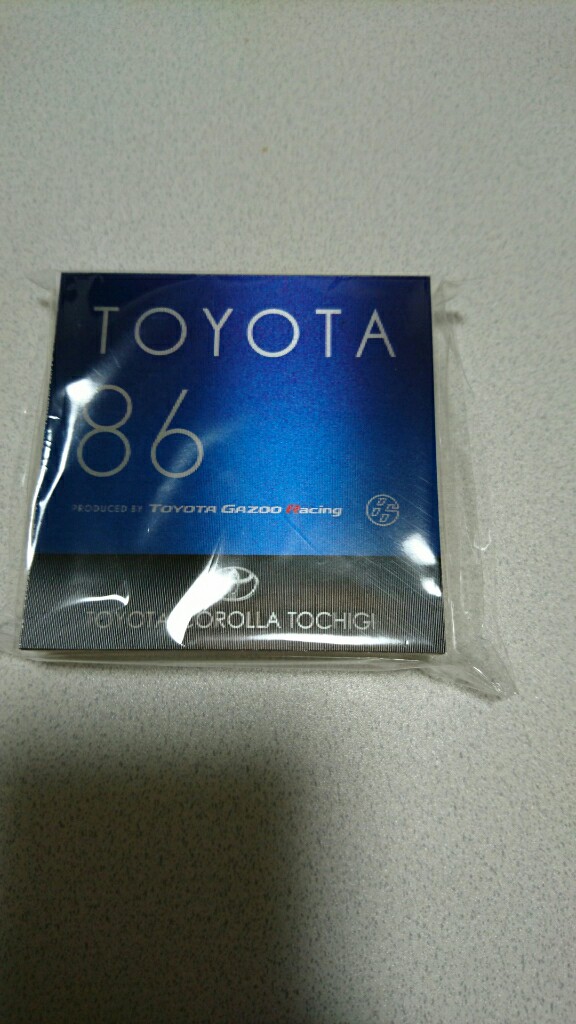 TOYOTA
86
PRODUCED BY TOYOTA GAZOO Racing
TOYOTA COROLLA TOCHIGI